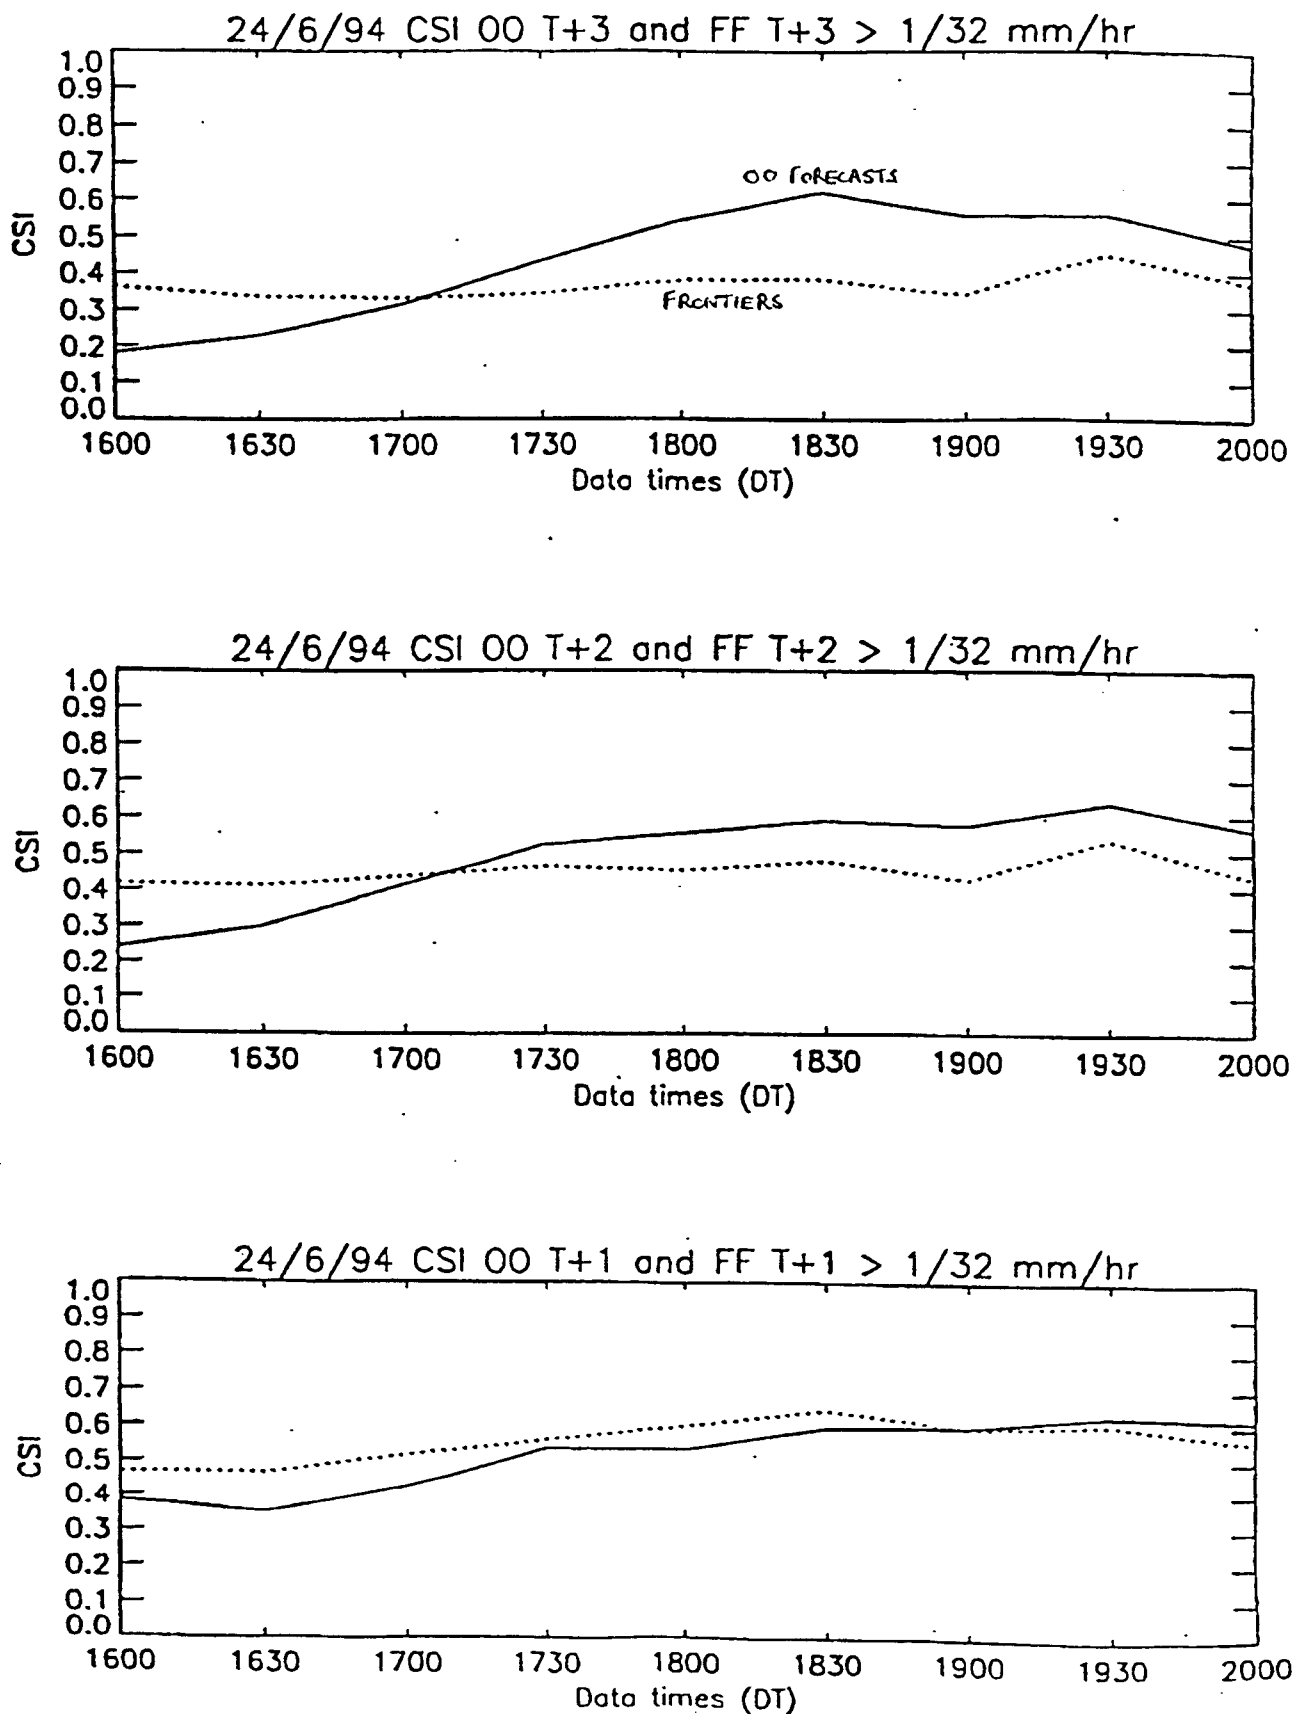 24/6/94 CSI OO T+3 and FF T+3 > 1/32 mm/hr
1.0
0.9
0.8
0.7
0.6
0.5
0.4
0.3
0.2
0.1
0.0
CSI
OO FORECASTS
FRONTIERS
1600 1630 1700 1730 1800 1830 1900 1930 2000
Data times (DT)
24/6/94 CSI OO T+2 and FF T+2 > 1/32 mm/hr
1.0
0.9
0.8
0.7
0.6
0.5
0.4
0.3
0.2
0.1
0.0
CSI
1600 1630 1700 1730 1800 1830 1900 1930 2000
Data times (DT)
24/6/94 CSI OO T+1 and FF T+1 > 1/32 mm/hr
1.0
0.9
0.8
0.7
0.6
0.5
0.4
0.3
0.2
0.1
0.0
CSI
1600 1630 1700 1730 1800 1830 1900 1930 2000
Data times (DT)